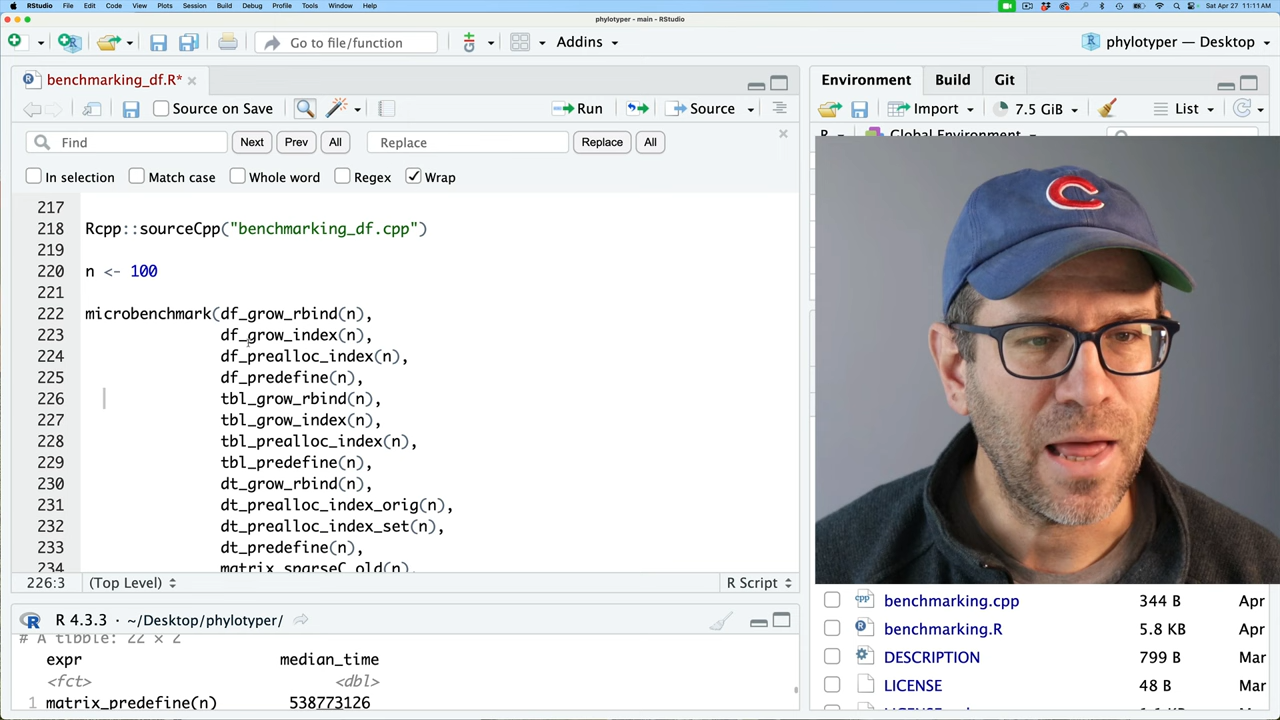 RStudio File Edit Code View Plots Session Build Debug Profile Tools Window Help
Sat Apr 27 11:11 AM
phylotyper - main - RStudio
Go to file/function
Addins
phylotyper — Desktop
benchmarking_df.R*
Source on Save
Run
Source
Find
Next
Prev
All
Replace
Replace
All
In selection
Match case
Whole word
Regex
Wrap
217
218 Rcpp::sourceCpp("benchmarking_df.cpp")
219
220 n <- 100
221
222 microbenchmark(df_grow_rbind(n),
223 df_grow_index(n),
224 df_prealloc_index(n),
225 df_predefine(n),
226 tbl_grow_rbind(n),
227 tbl_grow_index(n),
228 tbl_prealloc_index(n),
229 tbl_predefine(n),
230 dt_grow_rbind(n),
231 dt_prealloc_index_orig(n),
232 dt_prealloc_index_set(n),
233 dt_predefine(n),
234 matrix_sparseC_old(n),
226:3
(Top Level)
R Script
R 4.3.3 · ~/Desktop/phylotyper/
# A tibble: 22 × 2
expr median_time
<fct> <dbl>
1 matrix_predefine(n) 538773126
Environment
Build
Git
Import
7.5 GiB
List
R
Global Environment
C
benchmarking.cpp 344 B Apr
benchmarking.R 5.8 KB Apr
DESCRIPTION 799 B Mar
LICENSE 48 B Mar